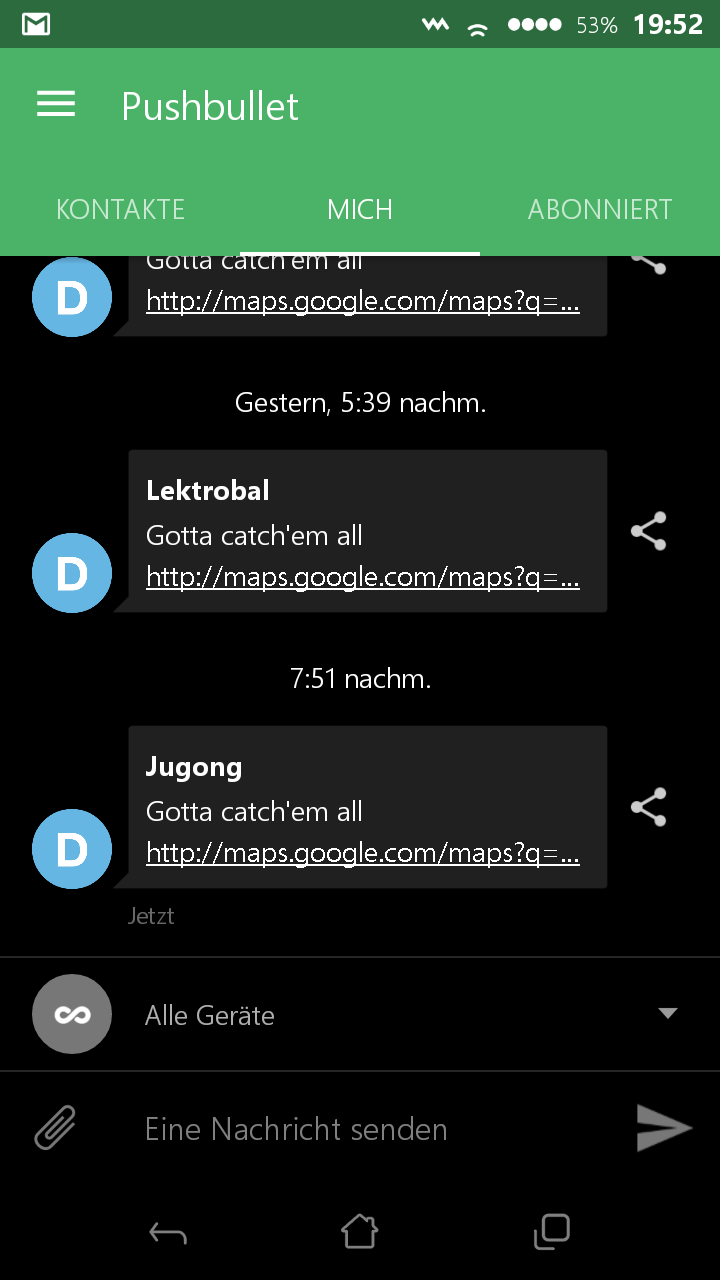 53% 19:52
Pushbullet
KONTAKTE MICH ABONNIERT
Gotta catch'em all
D http://maps.google.com/maps?q=...
Gestern, 5:39 nachm.
Lektrobal
Gotta catch'em all
D http://maps.google.com/maps?q=...
7:51 nachm.
Jugong
Gotta catch'em all
D http://maps.google.com/maps?q=...
Jetzt
Alle Geräte
Eine Nachricht senden